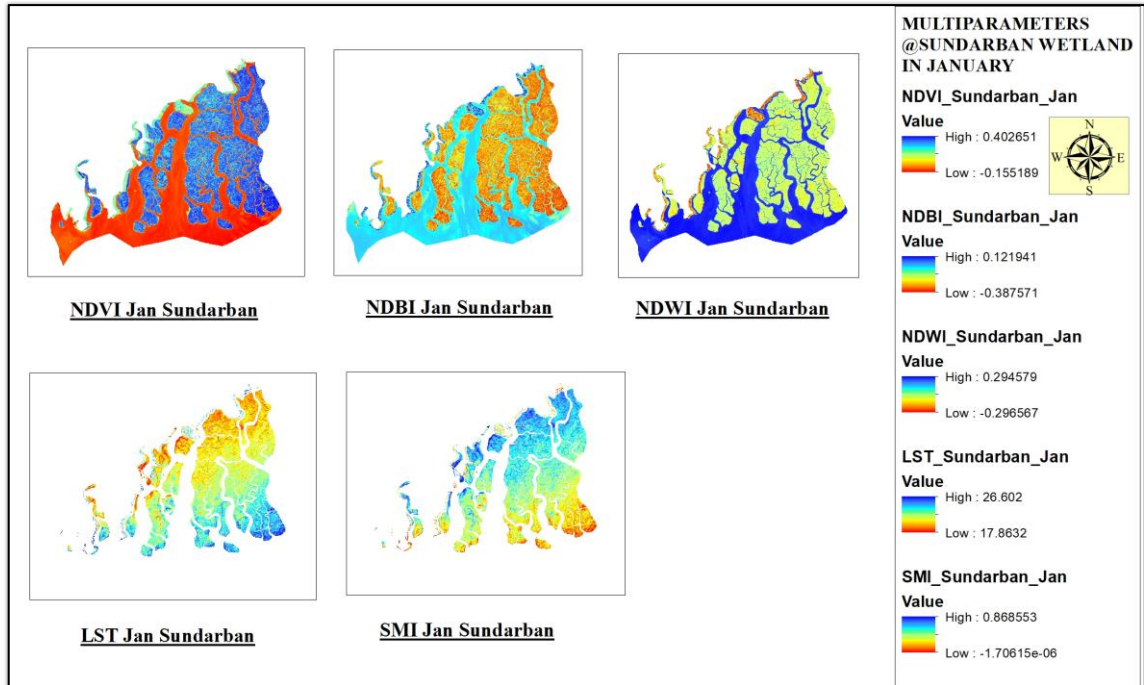 MULTIPARAMETERS
@SUNDARBAN WETLAND
IN JANUARY
NDVI_Sundarban_Jan
Value
High : 0.402651
Low : -0.155189
N
W E
S
NDBI_Sundarban_Jan
Value
High : 0.121941
Low : -0.387571
NDWI_Sundarban_Jan
Value
High : 0.294579
Low : -0.296567
LST_Sundarban_Jan
Value
High : 26.602
Low : 17.8632
SMI_Sundarban_Jan
Value
High : 0.868553
Low : -1.70615e-06
NDVI Jan Sundarban
NDBI Jan Sundarban
NDWI Jan Sundarban
LST Jan Sundarban
SMI Jan Sundarban